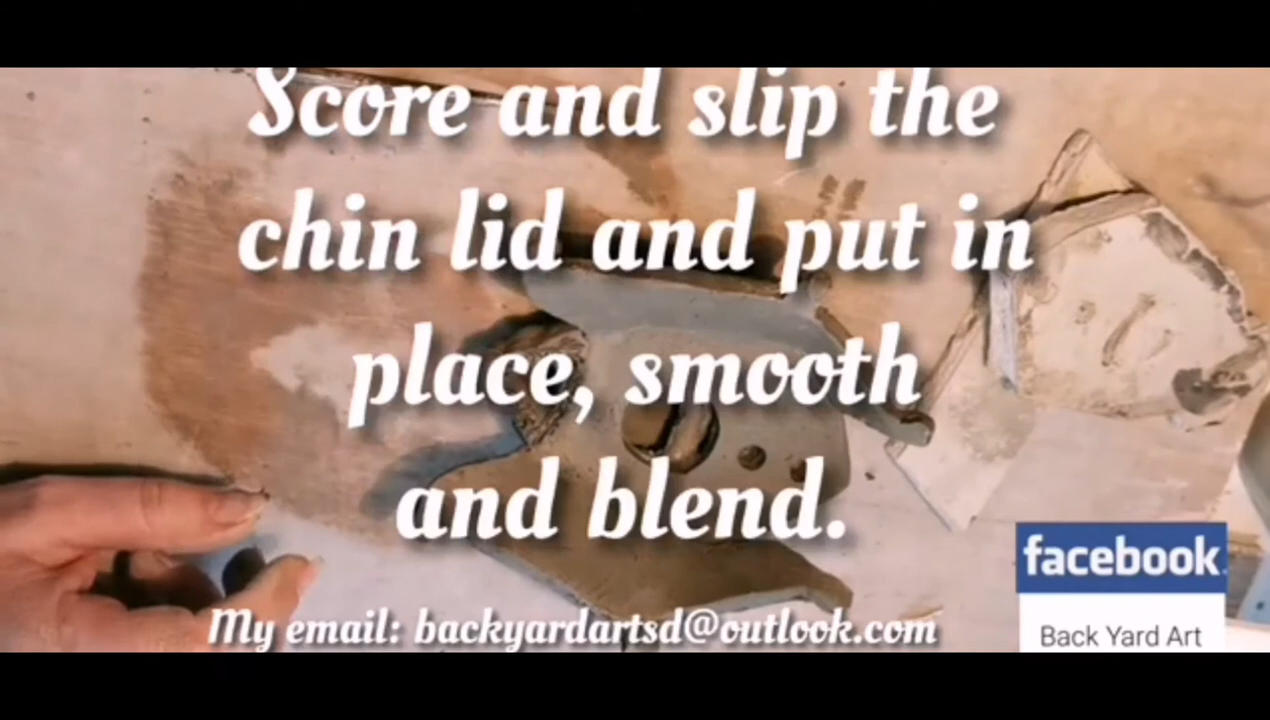 Score and slip the
chin lid and put in
place, smooth
and blend.
My email: backyardartsd@outlook.com
facebook
Back Yard Art